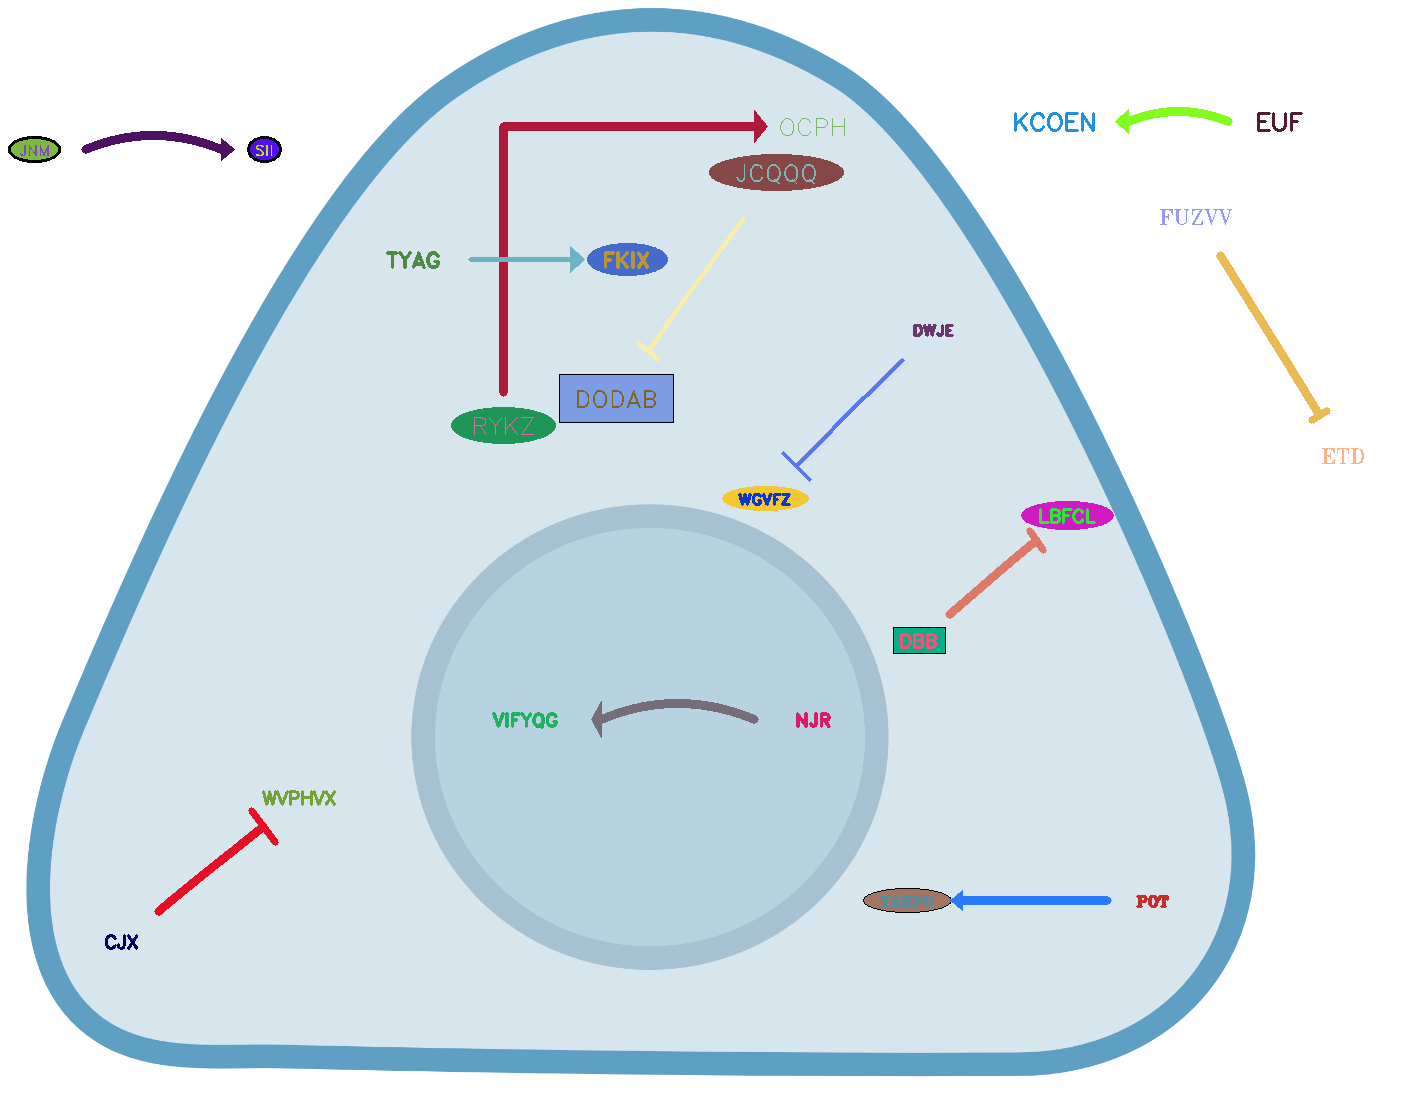 KCOEN
EUF
OCPH
JNM
SII
JCQQQ
FUZVV
TYAG
FKIX
DWJE
DODAB
RYKZ
ETD
WGVFZ
LBFCL
DBB
VIFYQG
NJR
WVPHVX
POT
CJX